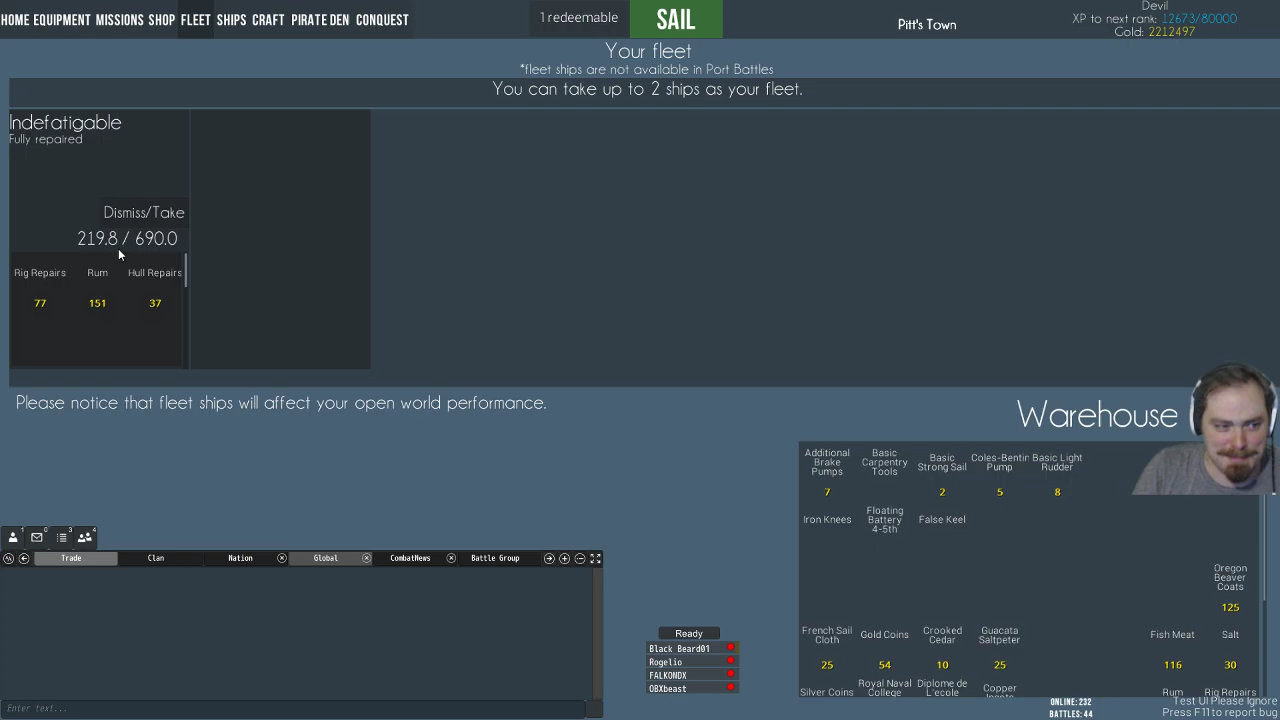 HOME EQUIPMENT MISSIONS SHOP FLEET SHIPS CRAFT PIRATE DEN CONQUEST
1 redeemable
SAIL
Pitt's Town
Devil
XP to next rank: 12673/80000
Gold: 2212497
Your fleet
*fleet ships are not available in Port Battles
You can take up to 2 ships as your fleet.
Indefatigable
Fully repaired
Dismiss/Take
219.8 / 690.0
Rig Repairs Rum Hull Repairs
77 151 37
Please notice that fleet ships will affect your open world performance.
Warehouse
Additional Brake Pumps
Basic Carpentry Tools
Basic Strong Sail
Coles-Bentin Pump
Basic Light Rudder
7 2 5 8
Iron Knees
Floating Battery 4-5th
False Keel
Oregon Beaver Coats
125
French Sail Cloth
Gold Coins
Crooked Cedar
Guacata Saltpeter
Fish Meat
Salt
25 54 10 25 116 30
Silver Coins
Royal Naval College
Diplome de L'ecole
Copper Ingots
Rum
Rig Repairs
1 0 3 4
Trade Clan Nation Global CombatNews Battle Group
Enter text...
Ready
Black Beard01
Rogelio
FALKONDX
OBXbeast
ONLINE: 232
BATTLES: 44
Test UI Please Ignore
Press F11 to report bug